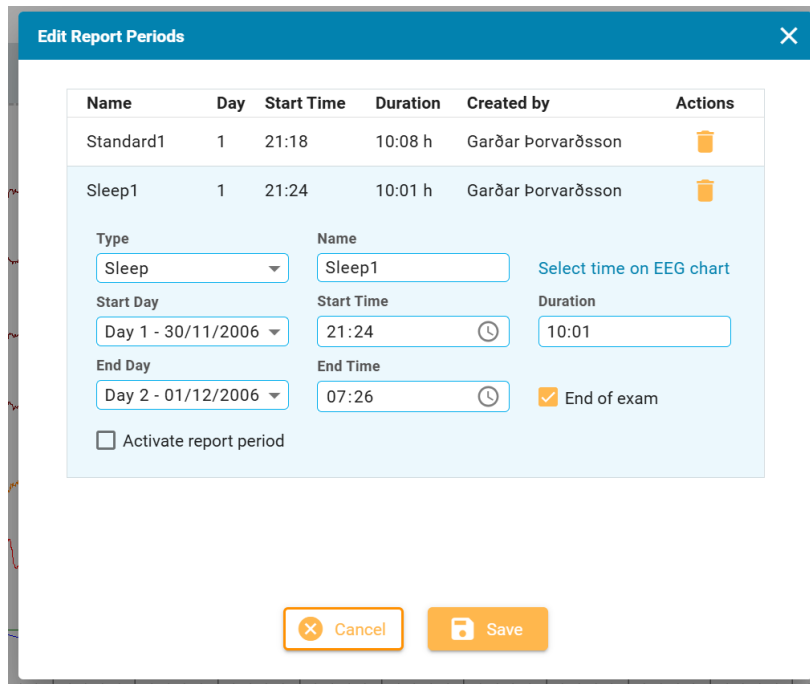 Edit Report Periods
Name Day Start Time Duration Created by Actions
Standard1 1 21:18 10:08 h Garðar Þorvarðsson
Sleep1 1 21:24 10:01 h Garðar Þorvarðsson
Type Name
Sleep Sleep1 Select time on EEG chart
Start Day Start Time Duration
Day 1 - 30/11/2006 21:24 10:01
End Day End Time
Day 2 - 01/12/2006 07:26 End of exam
Activate report period
Cancel Save